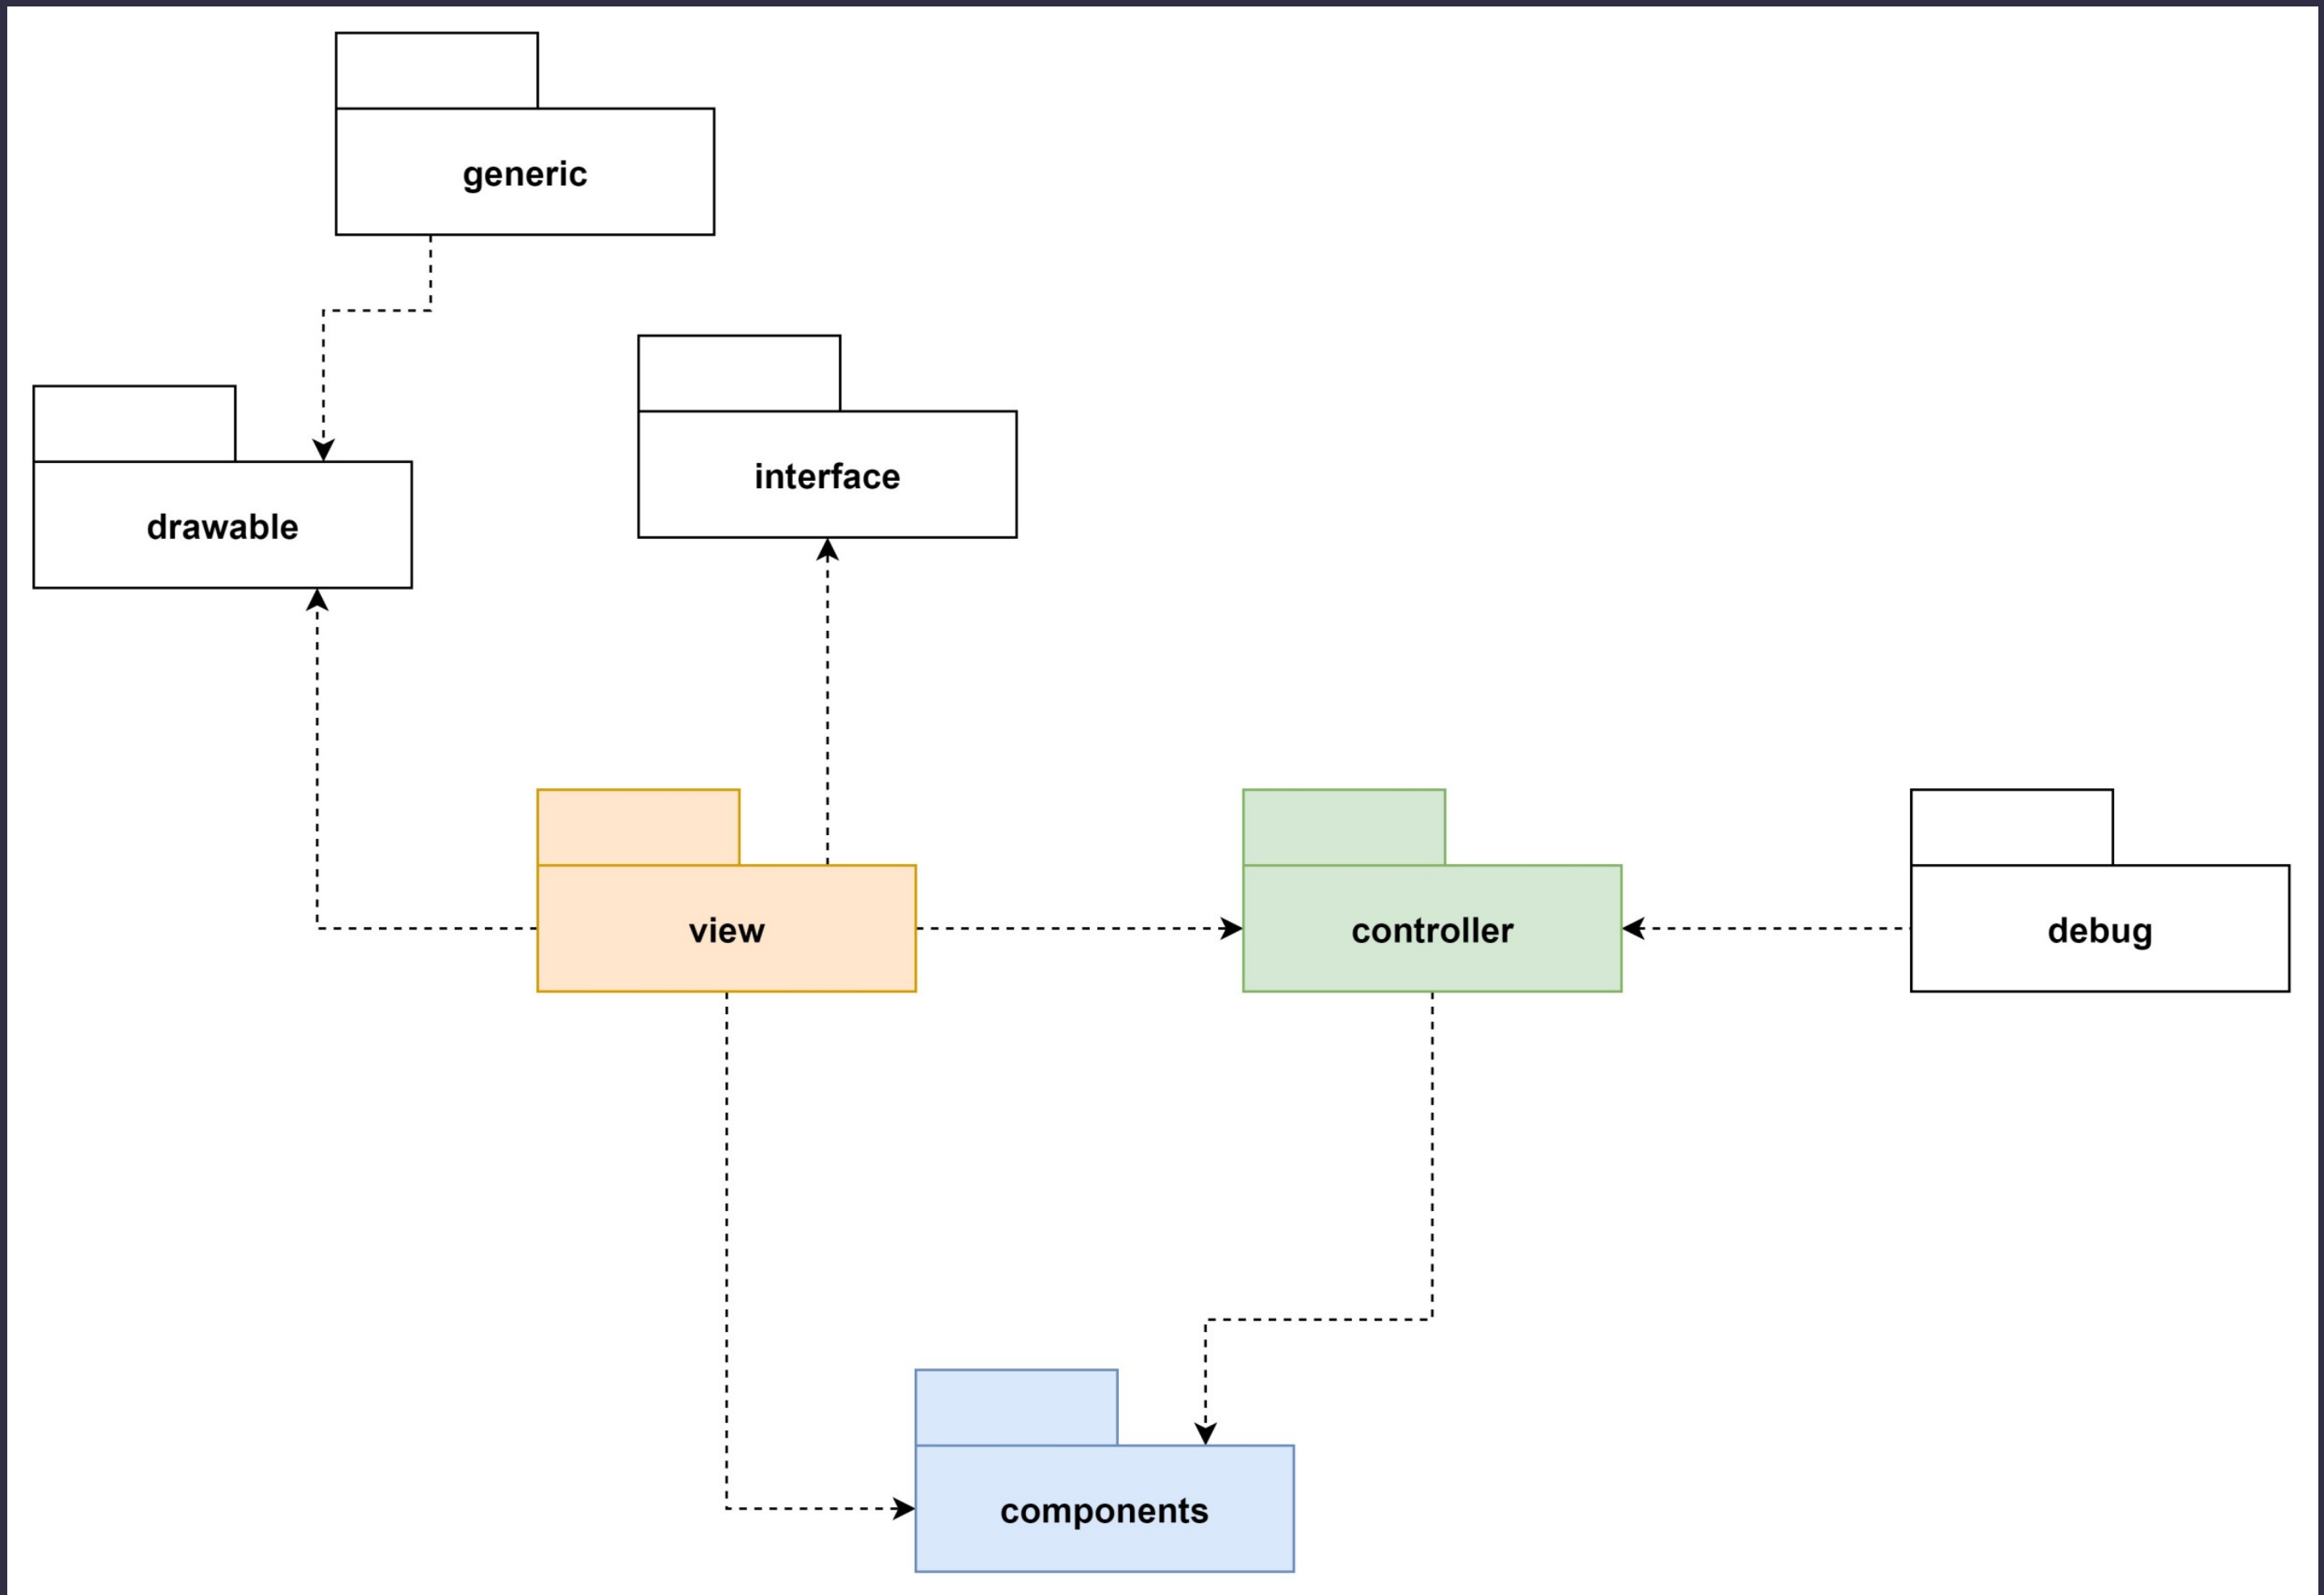 generic
interface
drawable
view
controller
debug
components